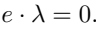 e · λ = 0.